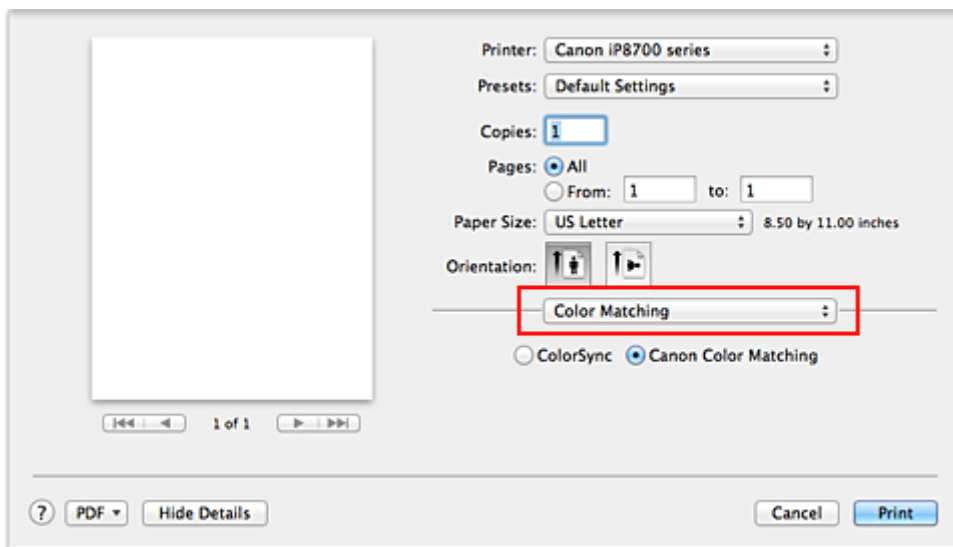 Printer: Canon iP8700 series
Presets: Default Settings
Copies: 1
Pages: All
From: 1 to: 1
Paper Size: US Letter 8.50 by 11.00 inches
Orientation:
Color Matching
ColorSync Canon Color Matching
1 of 1
? PDF Hide Details Cancel Print